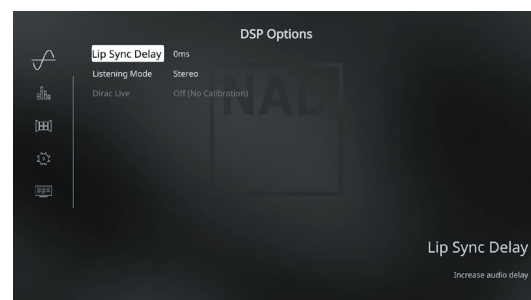 DSP Options
Lip Sync Delay 0ms
Listening Mode Stereo
Dirac Live Off (No Calibration)
NAD
Lip Sync Delay
Increase audio delay